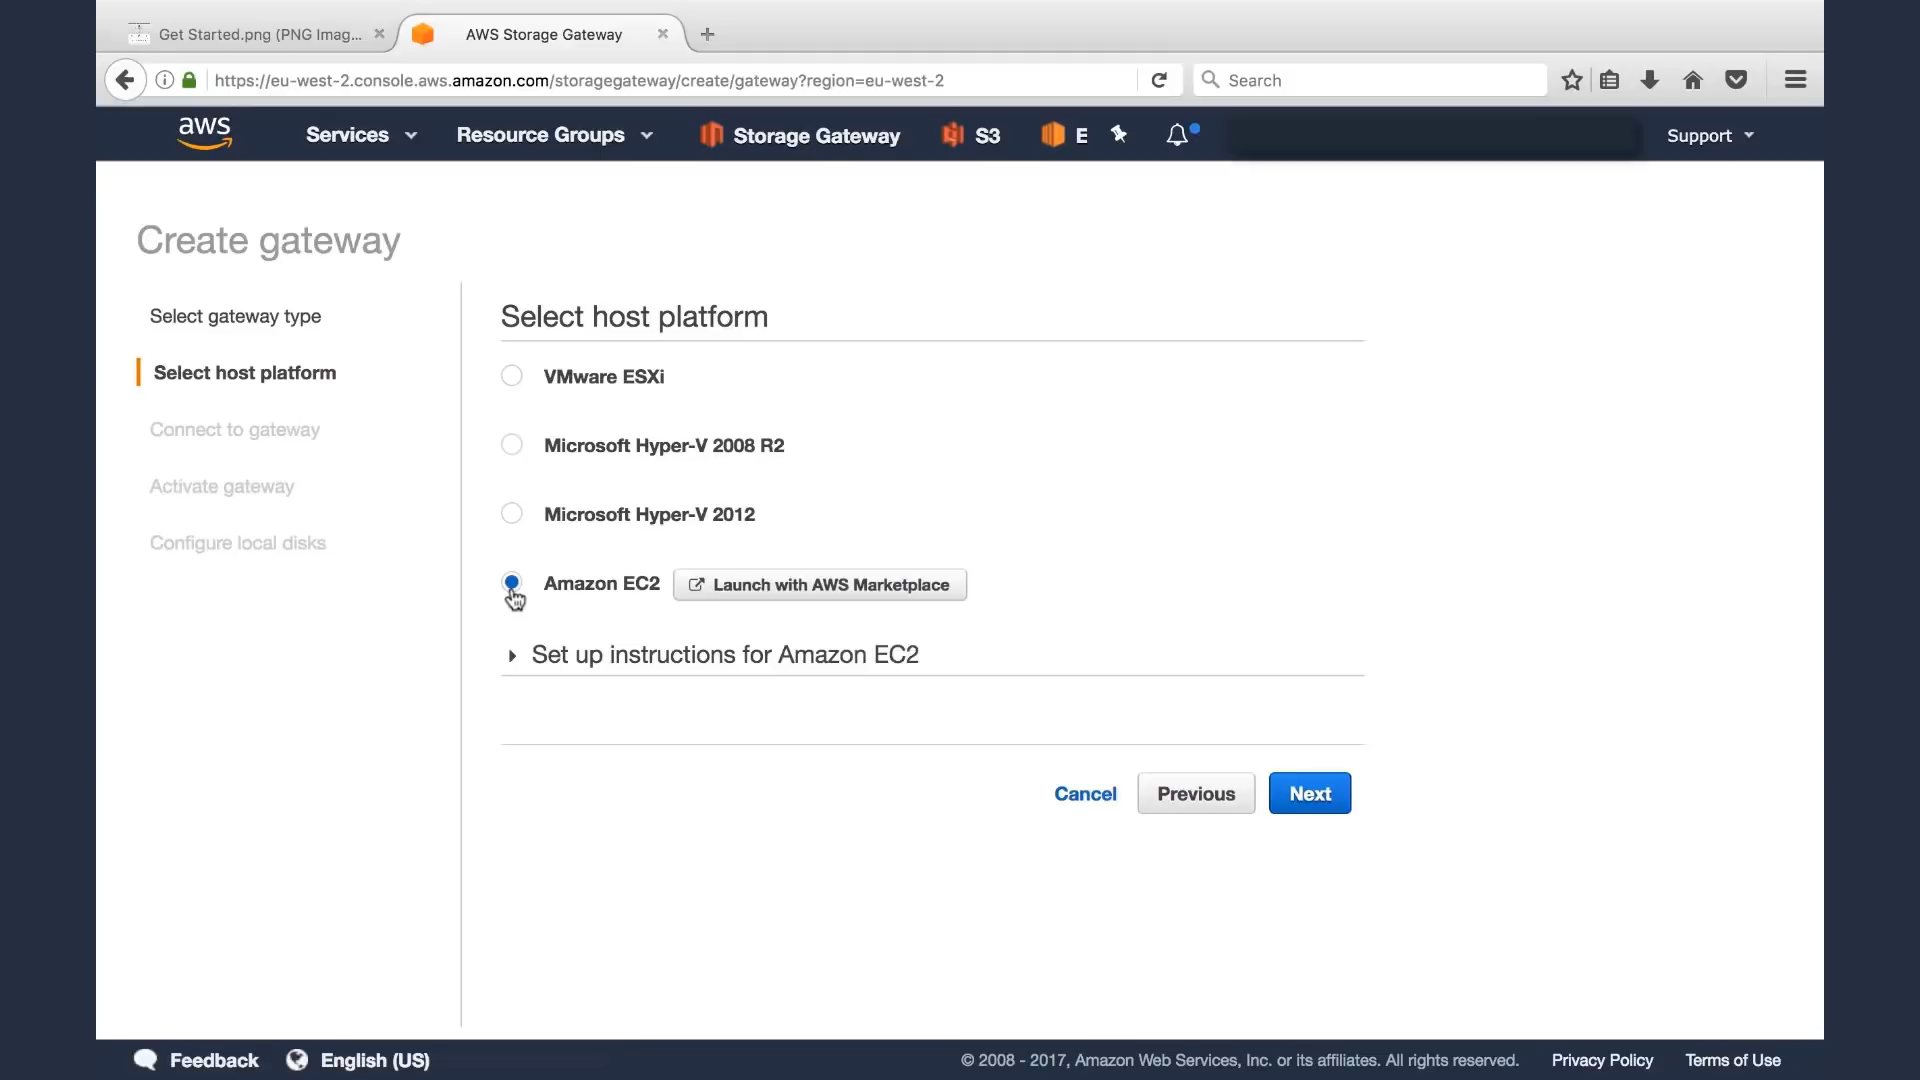 Get Started.png (PNG Imag...
AWS Storage Gateway
https://eu-west-2.console.aws.amazon.com/storagegateway/create/gateway?region=eu-west-2
Search
aws
Services
Resource Groups
Storage Gateway
S3
E
Support
Create gateway
Select gateway type
Select host platform
Connect to gateway
Activate gateway
Configure local disks
Select host platform
VMware ESXi
Microsoft Hyper-V 2008 R2
Microsoft Hyper-V 2012
Amazon EC2 Launch with AWS Marketplace
Set up instructions for Amazon EC2
Cancel Previous Next
Feedback English (US) © 2008 - 2017, Amazon Web Services, Inc. or its affiliates. All rights reserved. Privacy Policy Terms of Use